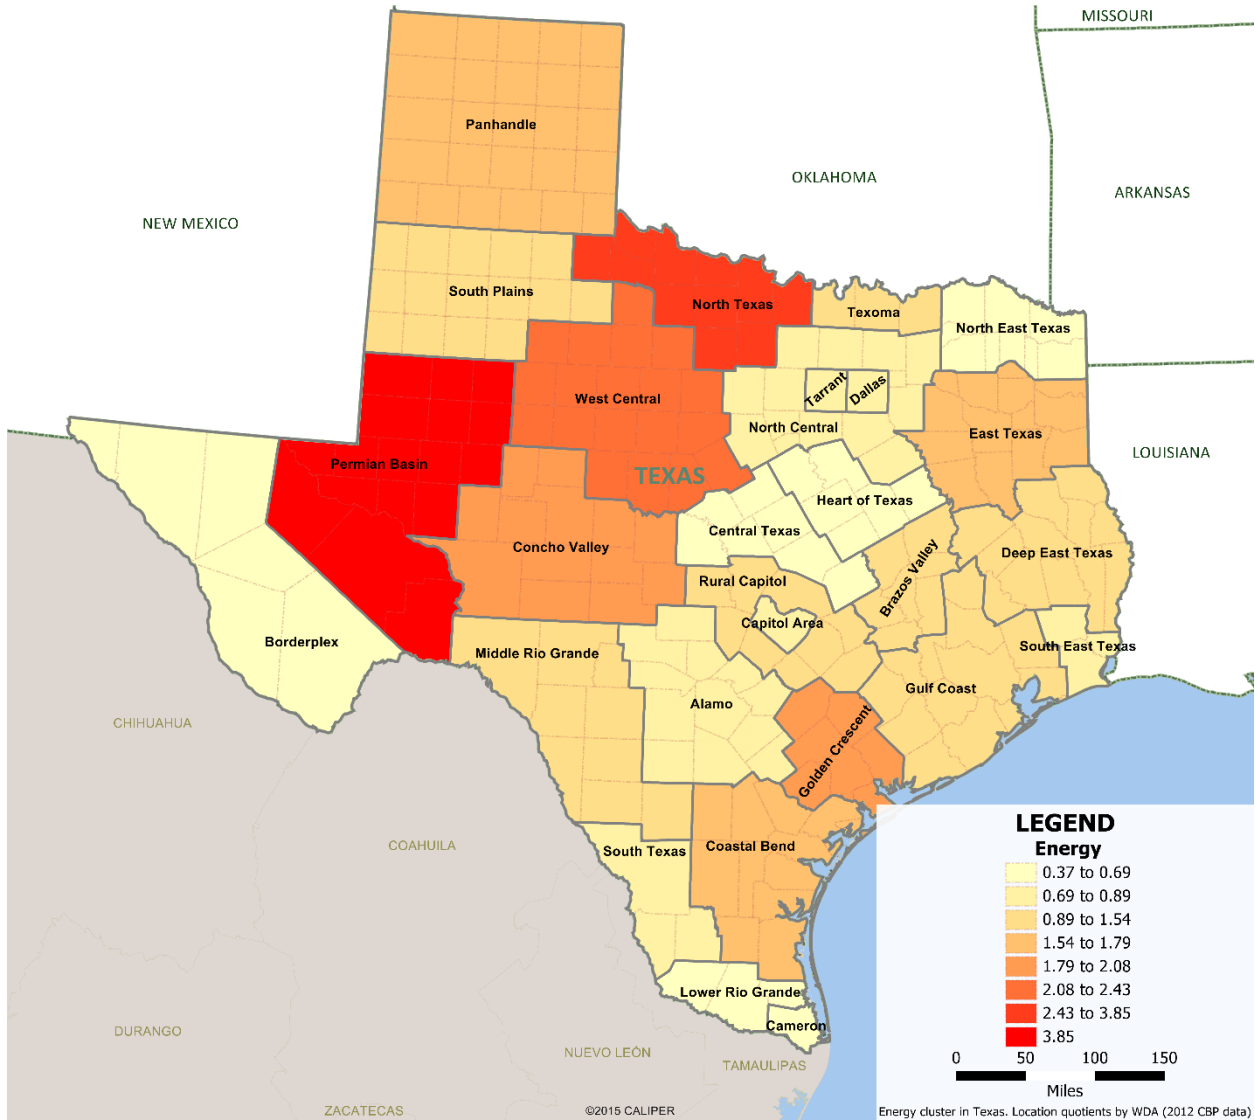 MISSOURI
Panhandle
OKLAHOMA
ARKANSAS
NEW MEXICO
South Plains
North Texas
Texoma
North East Texas
West Central
Tarrant
Dallas
North Central
East Texas
LOUISIANA
Permian Basin
TEXAS
Heart of Texas
Central Texas
Concho Valley
Deep East Texas
Brazos Valley
Rural Capitol
Capitol Area
Borderplex
Middle Rio Grande
South East Texas
Gulf Coast
Alamo
CHIHUAHUA
Golden Crescent
COAHUILA
South Texas
Coastal Bend
Lower Rio Grande
Cameron
DURANGO
NUEVO LEÓN
TAMAULIPAS
ZACATECAS
©2015 CALIPER
LEGEND
Energy
0.37 to 0.69
0.69 to 0.89
0.89 to 1.54
1.54 to 1.79
1.79 to 2.08
2.08 to 2.43
2.43 to 3.85
3.85
0 50 100 150
Miles
Energy cluster in Texas. Location quotients by WDA (2012 CBP data)